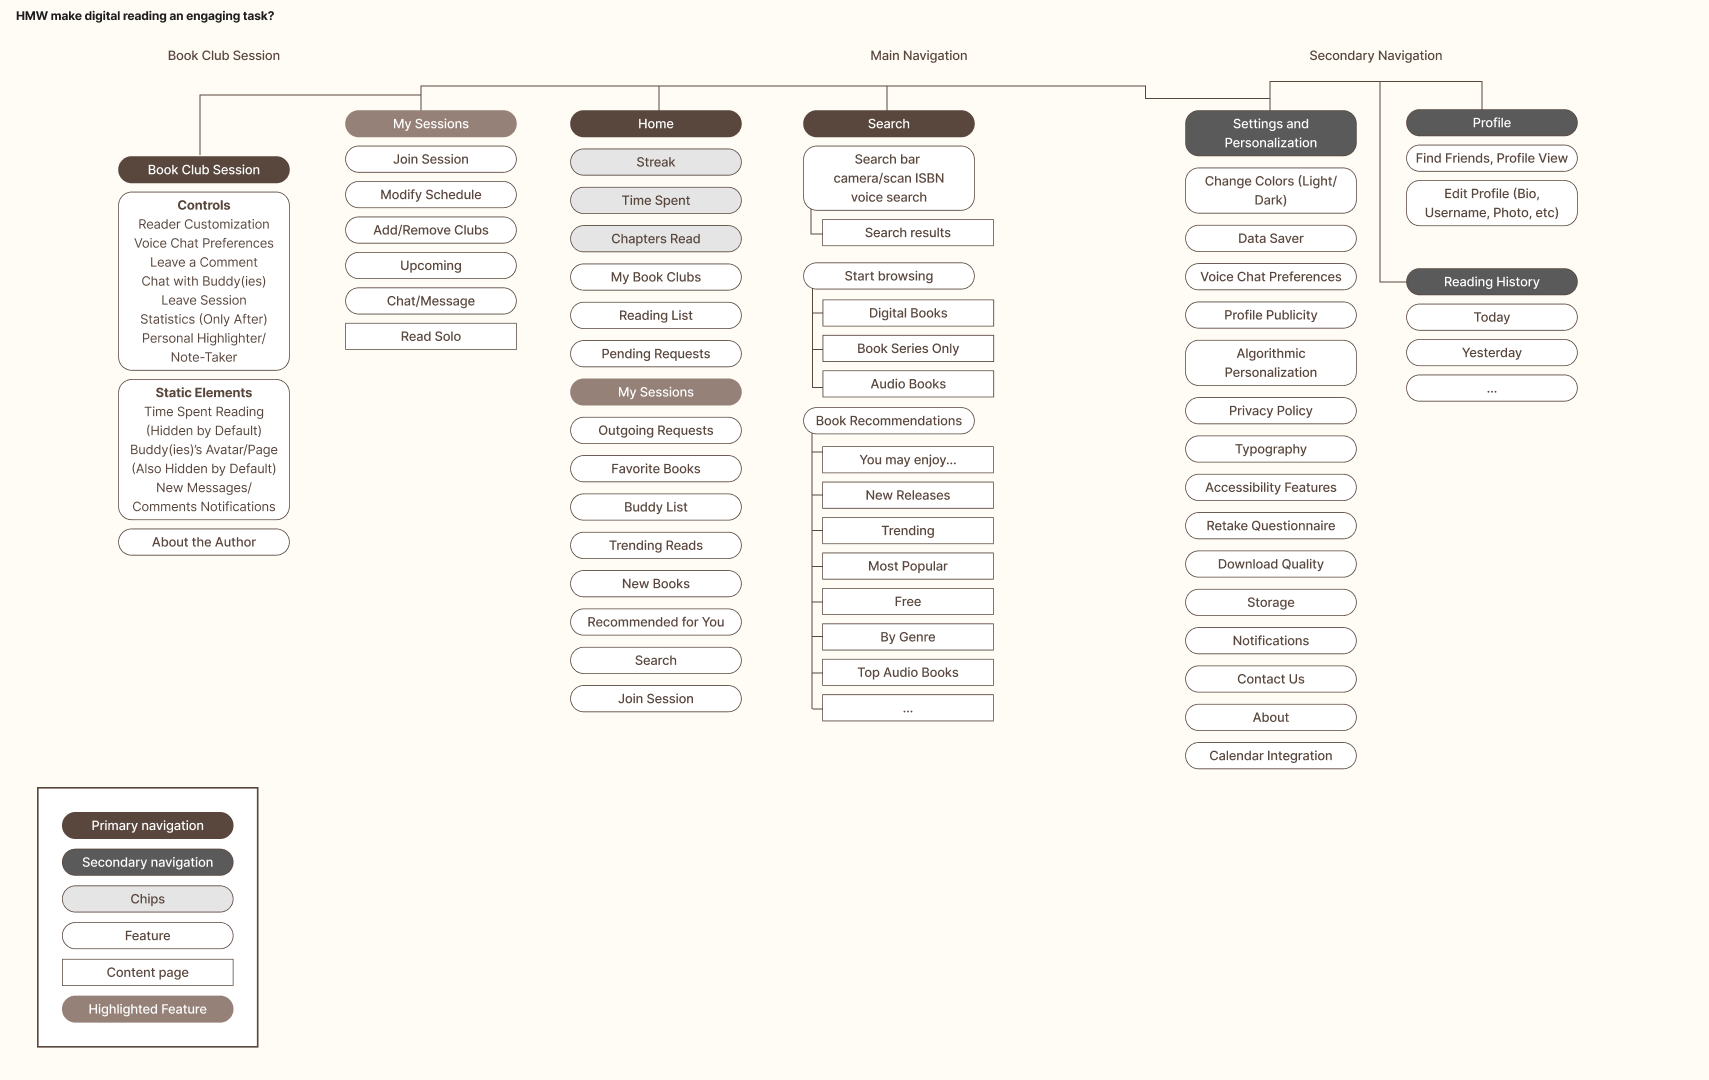 HMW make digital reading an engaging task?
Book Club Session
Main Navigation
Secondary Navigation
Book Club Session
Controls
Reader Customization
Voice Chat Preferences
Leave a Comment
Chat with Buddy(ies)
Leave Session
Statistics (Only After)
Personal Highlighter/
Note-Taker
Static Elements
Time Spent Reading
(Hidden by Default)
Buddy(ies)'s Avatar/Page
(Also Hidden by Default)
New Messages/
Comments Notifications
About the Author
My Sessions
Join Session
Modify Schedule
Add/Remove Clubs
Upcoming
Chat/Message
Read Solo
Home
Streak
Time Spent
Chapters Read
My Book Clubs
Reading List
Pending Requests
My Sessions
Outgoing Requests
Favorite Books
Buddy List
Trending Reads
New Books
Recommended for You
Search
Join Session
Search
Search bar
camera/scan ISBN
voice search
Search results
Start browsing
Digital Books
Book Series Only
Audio Books
Book Recommendations
You may enjoy...
New Releases
Trending
Most Popular
Free
By Genre
Top Audio Books
...
Settings and
Personalization
Change Colors (Light/
Dark)
Data Saver
Voice Chat Preferences
Profile Publicity
Algorithmic
Personalization
Privacy Policy
Typography
Accessibility Features
Retake Questionnaire
Download Quality
Storage
Notifications
Contact Us
About
Calendar Integration
Profile
Find Friends, Profile View
Edit Profile (Bio,
Username, Photo, etc)
Reading History
Today
Yesterday
...
Primary navigation
Secondary navigation
Chips
Feature
Content page
Highlighted Feature